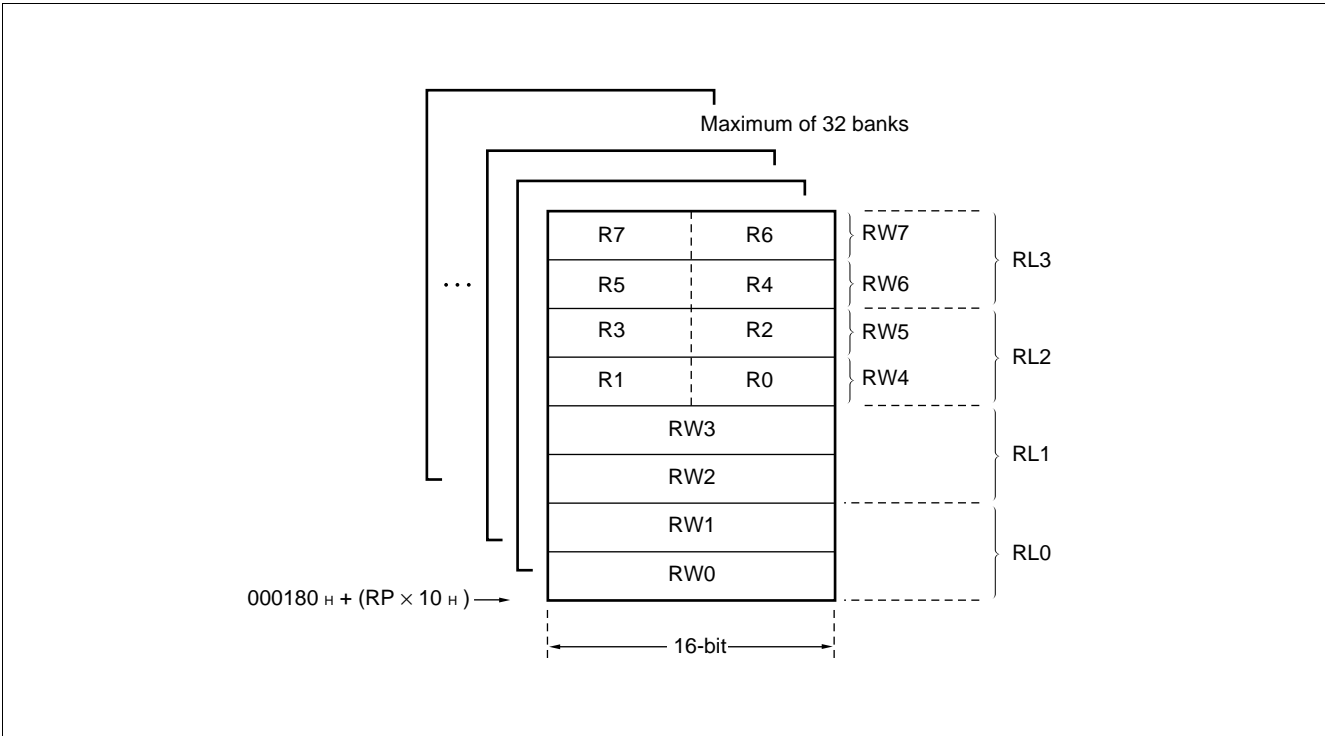 Maximum of 32 banks
R7 R6 RW7
RL3
. . . R5 R4 RW6
R3 R2 RW5
RL2
R1 R0 RW4
RW3
RL1
RW2
RW1
RL0
RW0
000180 H + (RP × 10 H )
16-bit